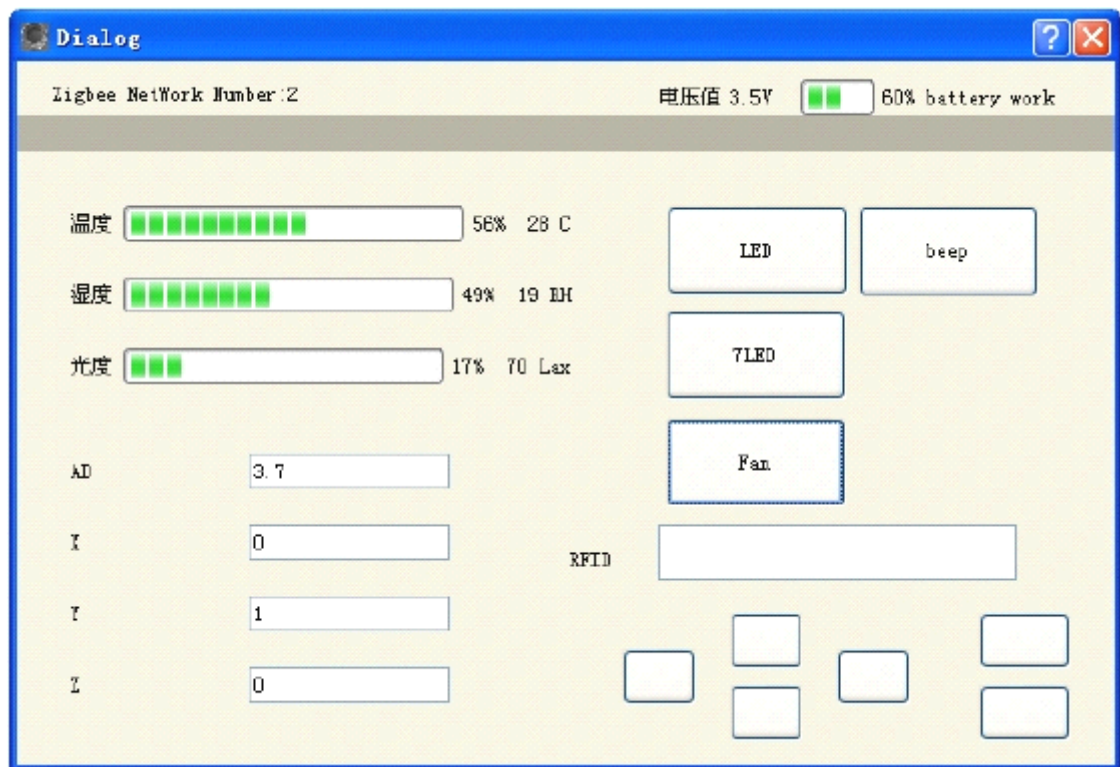 Dialog
Zigbee NetWork Number:2
电压值 3.5V 60% battery work
温度 56% 28 C
湿度 49% 19 RH
光度 17% 70 Lax
LED
beep
7LED
Fan
AD 3.7
X 0
Y 1
Z 0
RFID